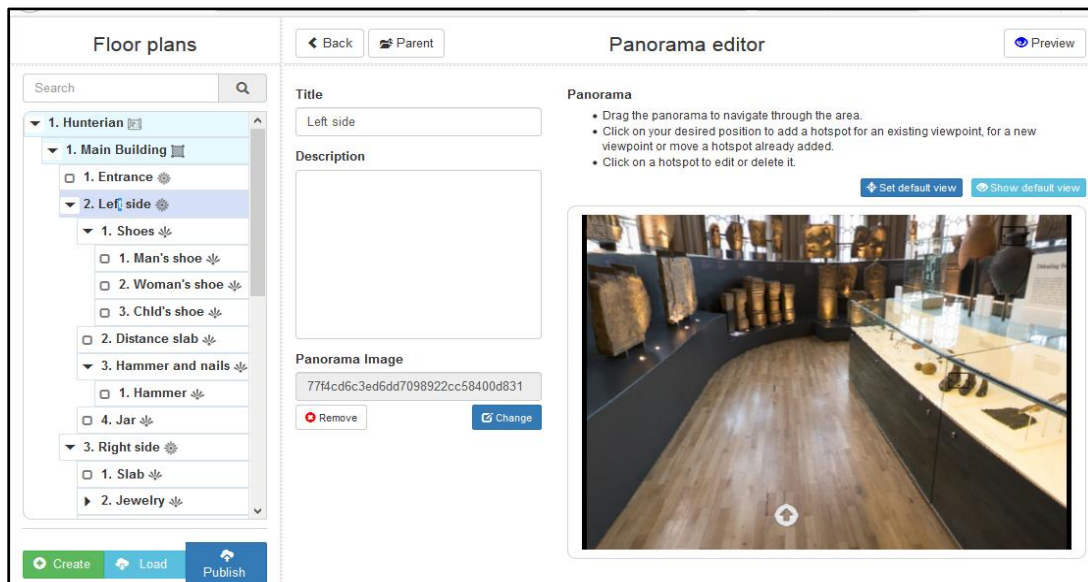 Floor plans
Back
Parent
Panorama editor
Preview
Search
1. Hunterian
1. Main Building
1. Entrance
2. Left side
1. Shoes
1. Man's shoe
2. Woman's shoe
3. Chld's shoe
2. Distance slab
3. Hammer and nails
1. Hammer
4. Jar
3. Right side
1. Slab
2. Jewelry
Create
Load
Publish
Title
Left side
Description
Panorama Image
77f4cd6c3ed6dd7098922cc58400d831
Remove
Change
Panorama
Drag the panorama to navigate through the area.
Click on your desired position to add a hotspot for an existing viewpoint, for a new
viewpoint or move a hotspot already added.
Click on a hotspot to edit or delete it.
Set default view
Show default view